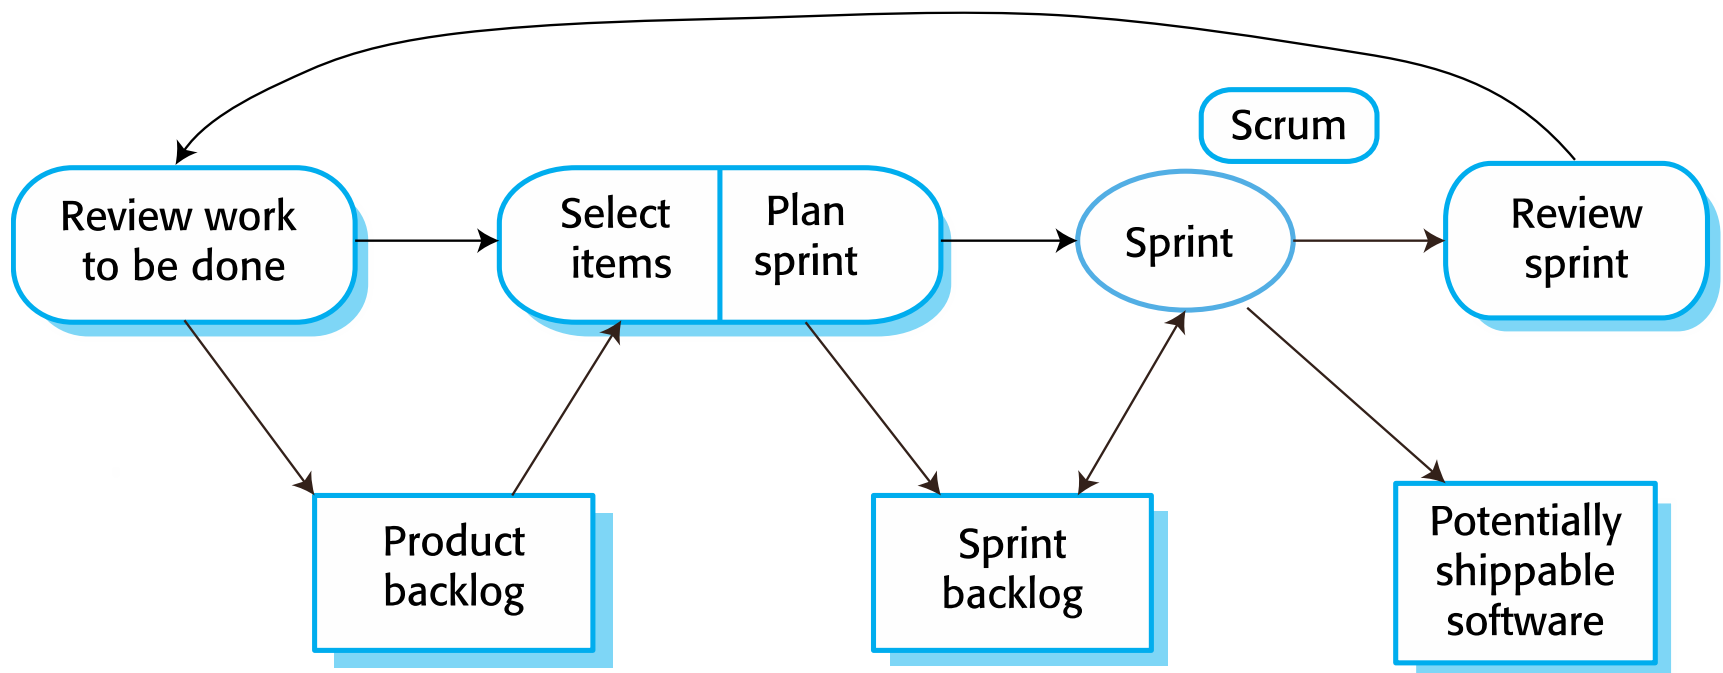 Scrum
Review work
to be done
Select
items
Plan
sprint
Sprint
Review
sprint
Product
backlog
Sprint
backlog
Potentially
shippable
software